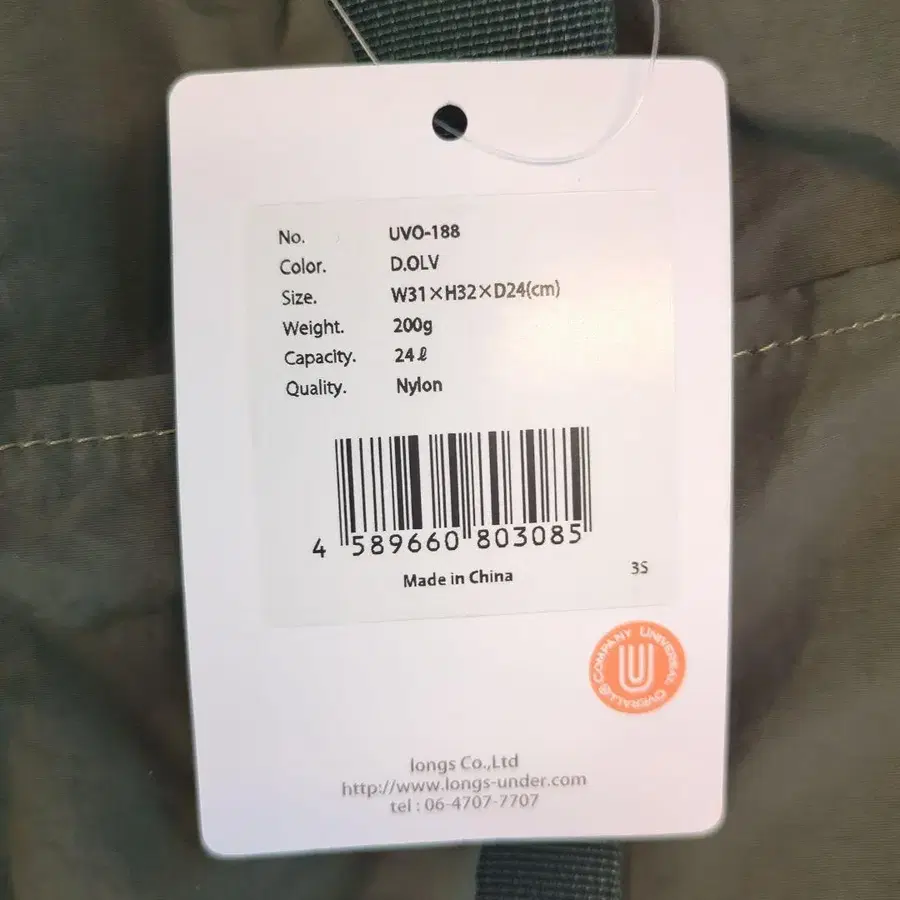 No. UVO-188
Color. D.OLV
Size. W31×H32×D24(cm)
Weight. 200g
Capacity. 24ℓ
Quality. Nylon
4 589660 803085
Made in China
3S
COMPANY UNIVERSAL OVERALL®
U
longs Co.,Ltd
http://www.longs-under.com
tel : 06-4707-7707